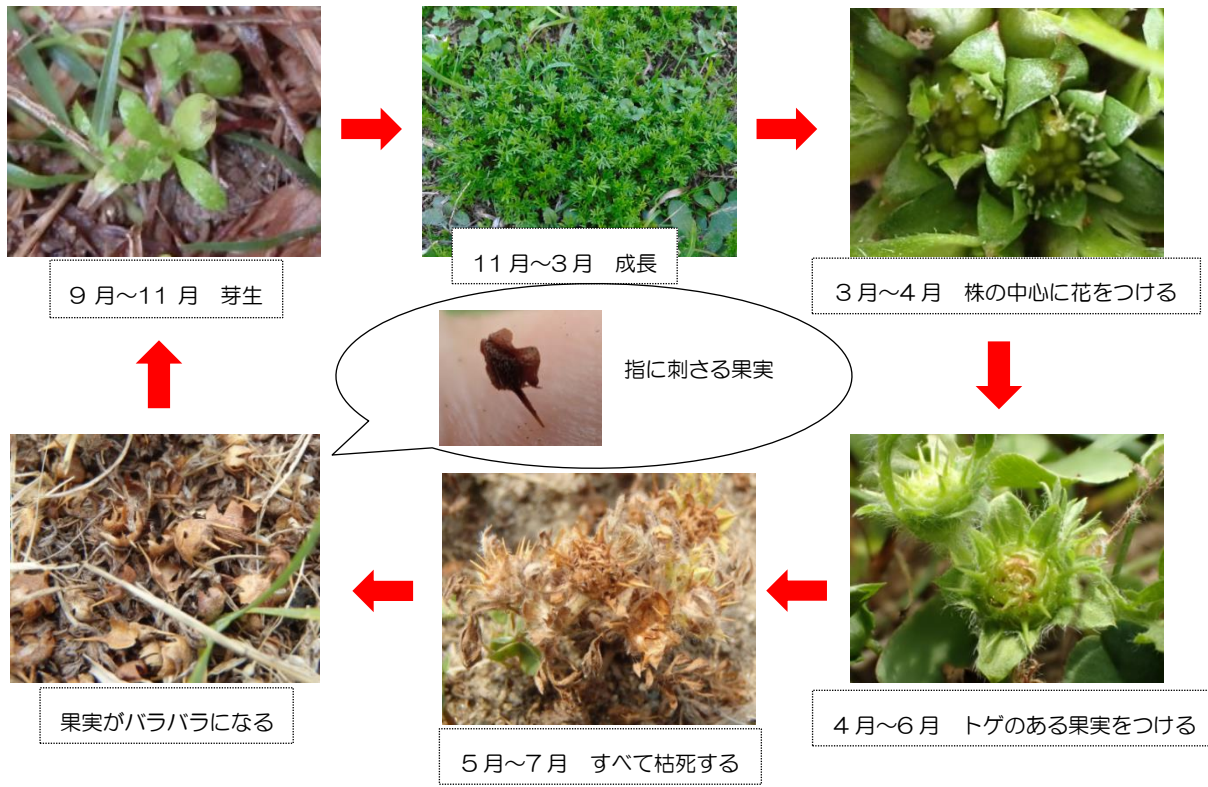 9月～11月　芽生
11月～3月　成長
3月～4月　株の中心に花をつける
指に刺さる果実
4月～6月　トゲのある果実をつける
5月～7月　すべて枯死する
果実がバラバラになる